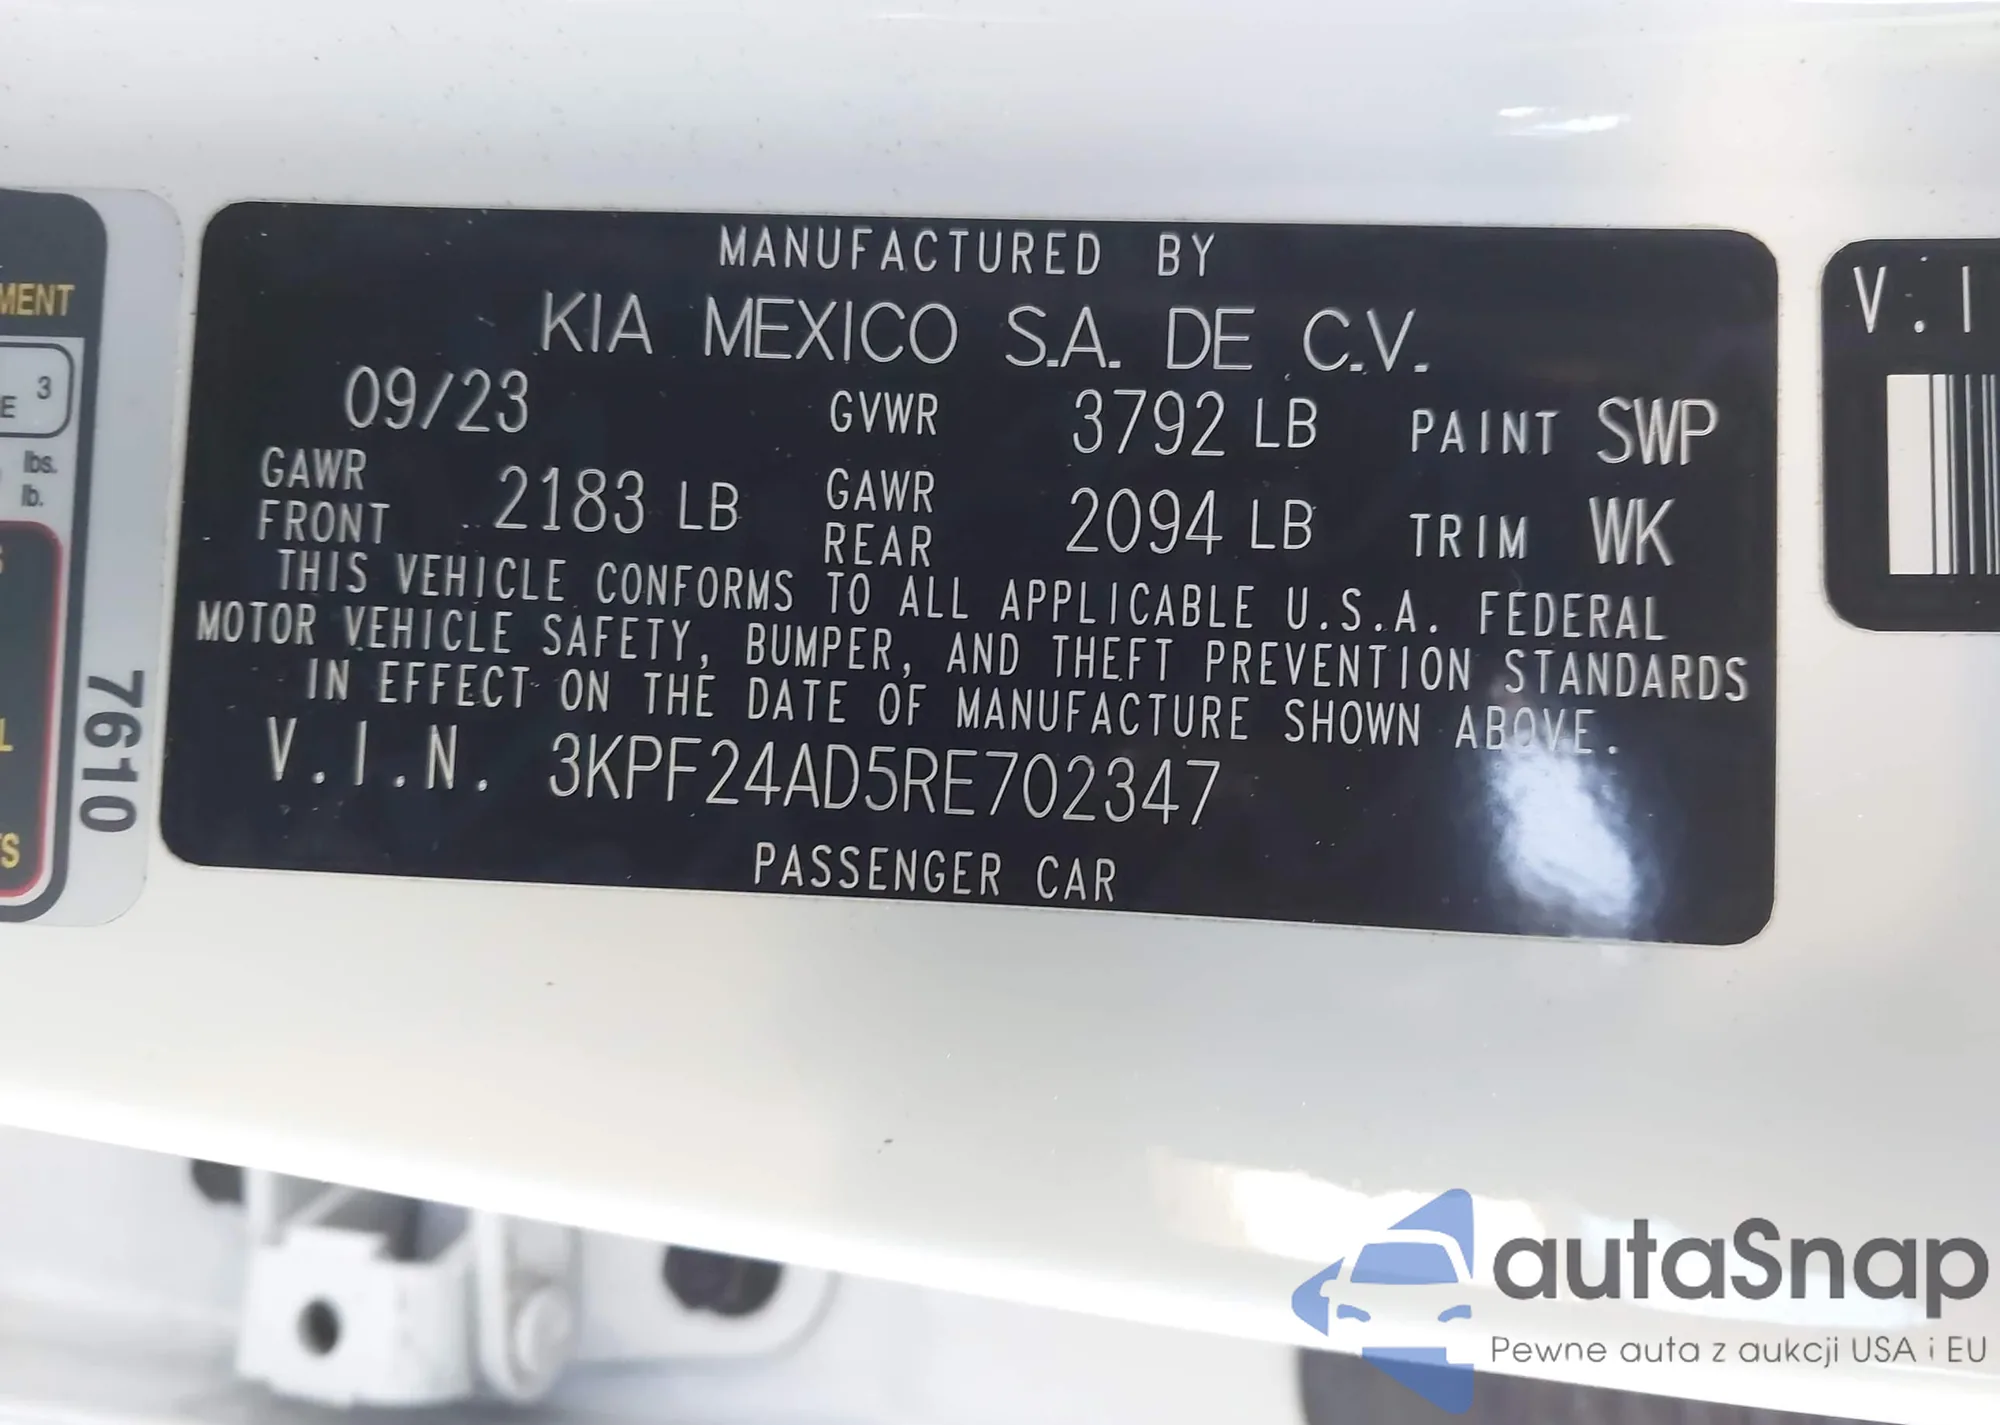 MANUFACTURED BY
KIA MEXICO S.A. DE C.V.
09/23 GVWR 3792 LB PAINT SWP
GAWR FRONT 2183 LB GAWR REAR 2094 LB TRIM WK
THIS VEHICLE CONFORMS TO ALL APPLICABLE U.S.A. FEDERAL
MOTOR VEHICLE SAFETY, BUMPER, AND THEFT PREVENTION STANDARDS
IN EFFECT ON THE DATE OF MANUFACTURE SHOWN ABOVE.
V.I.N. 3KPF24AD5RE702347
PASSENGER CAR
MENT
E 3
lbs.
lb.
S
L
TS
7610
V.I
autaSnap
Pewne auta z aukcji USA i EU